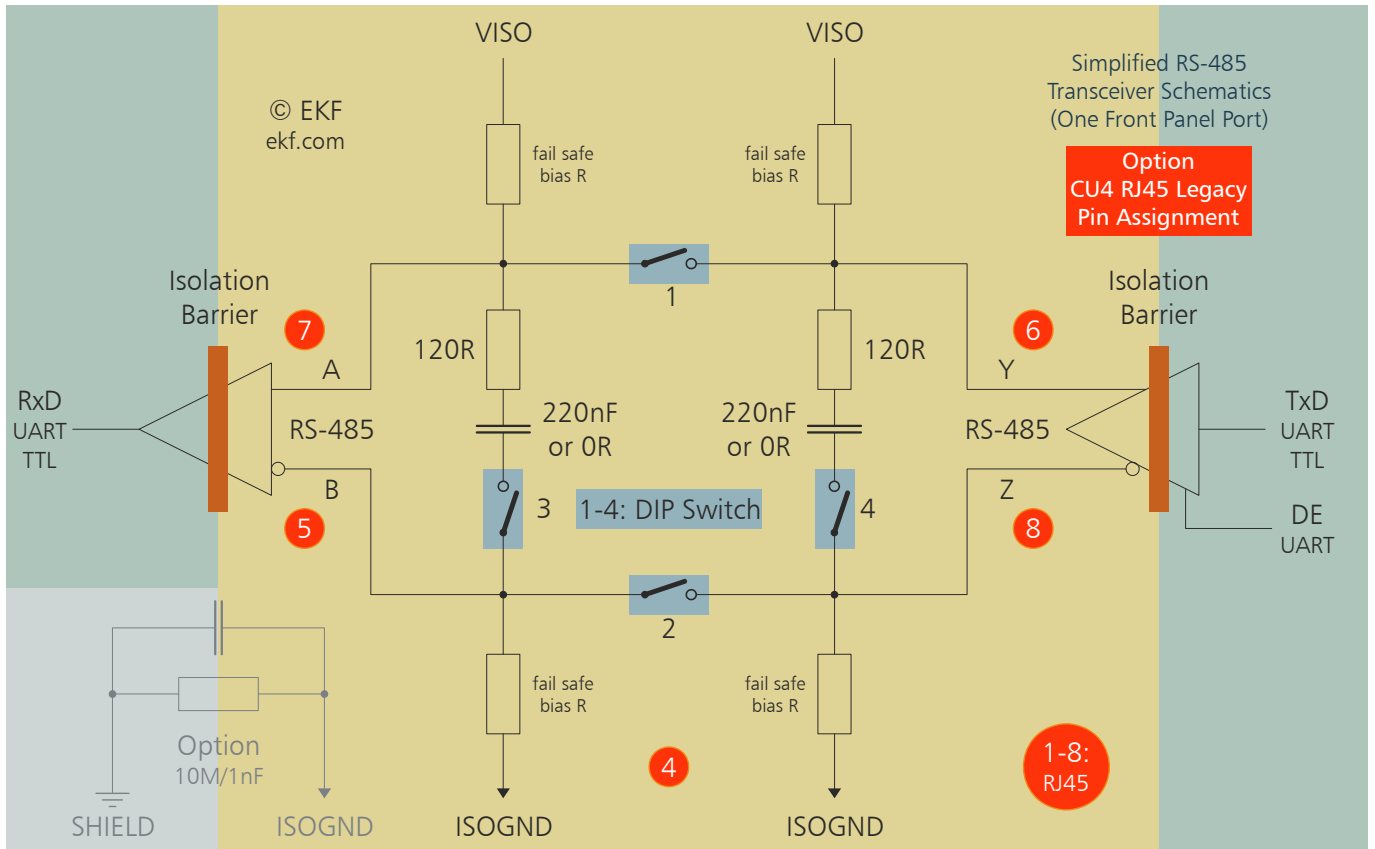 VISO
VISO
© EKF
ekf.com
Simplified RS-485
Transceiver Schematics
(One Front Panel Port)
Option
CU4 RJ45 Legacy
Pin Assignment
fail safe
bias R
fail safe
bias R
1
Isolation
Barrier
Isolation
Barrier
7
6
120R
120R
A
Y
RxD
UART
TTL
RS-485
220nF
or 0R
220nF
or 0R
RS-485
TxD
UART
TTL
B
Z
3
1-4: DIP Switch
4
5
8
DE
UART
2
fail safe
bias R
fail safe
bias R
Option
10M/1nF
4
1-8:
RJ45
SHIELD
ISOGND
ISOGND
ISOGND